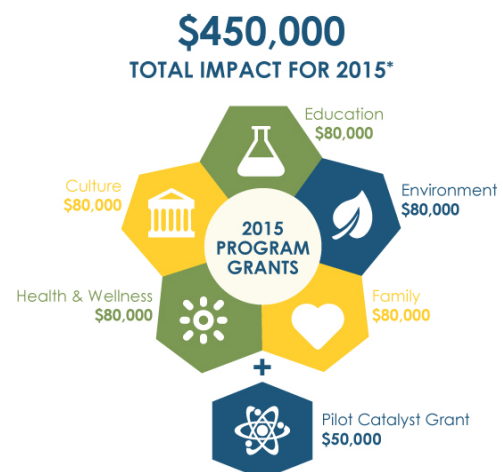 $450,000
TOTAL IMPACT FOR 2015*
Education
$80,000
Culture
$80,000
Environment
$80,000
2015
PROGRAM
GRANTS
Health & Wellness
$80,000
Family
$80,000
+
Pilot Catalyst Grant
$50,000